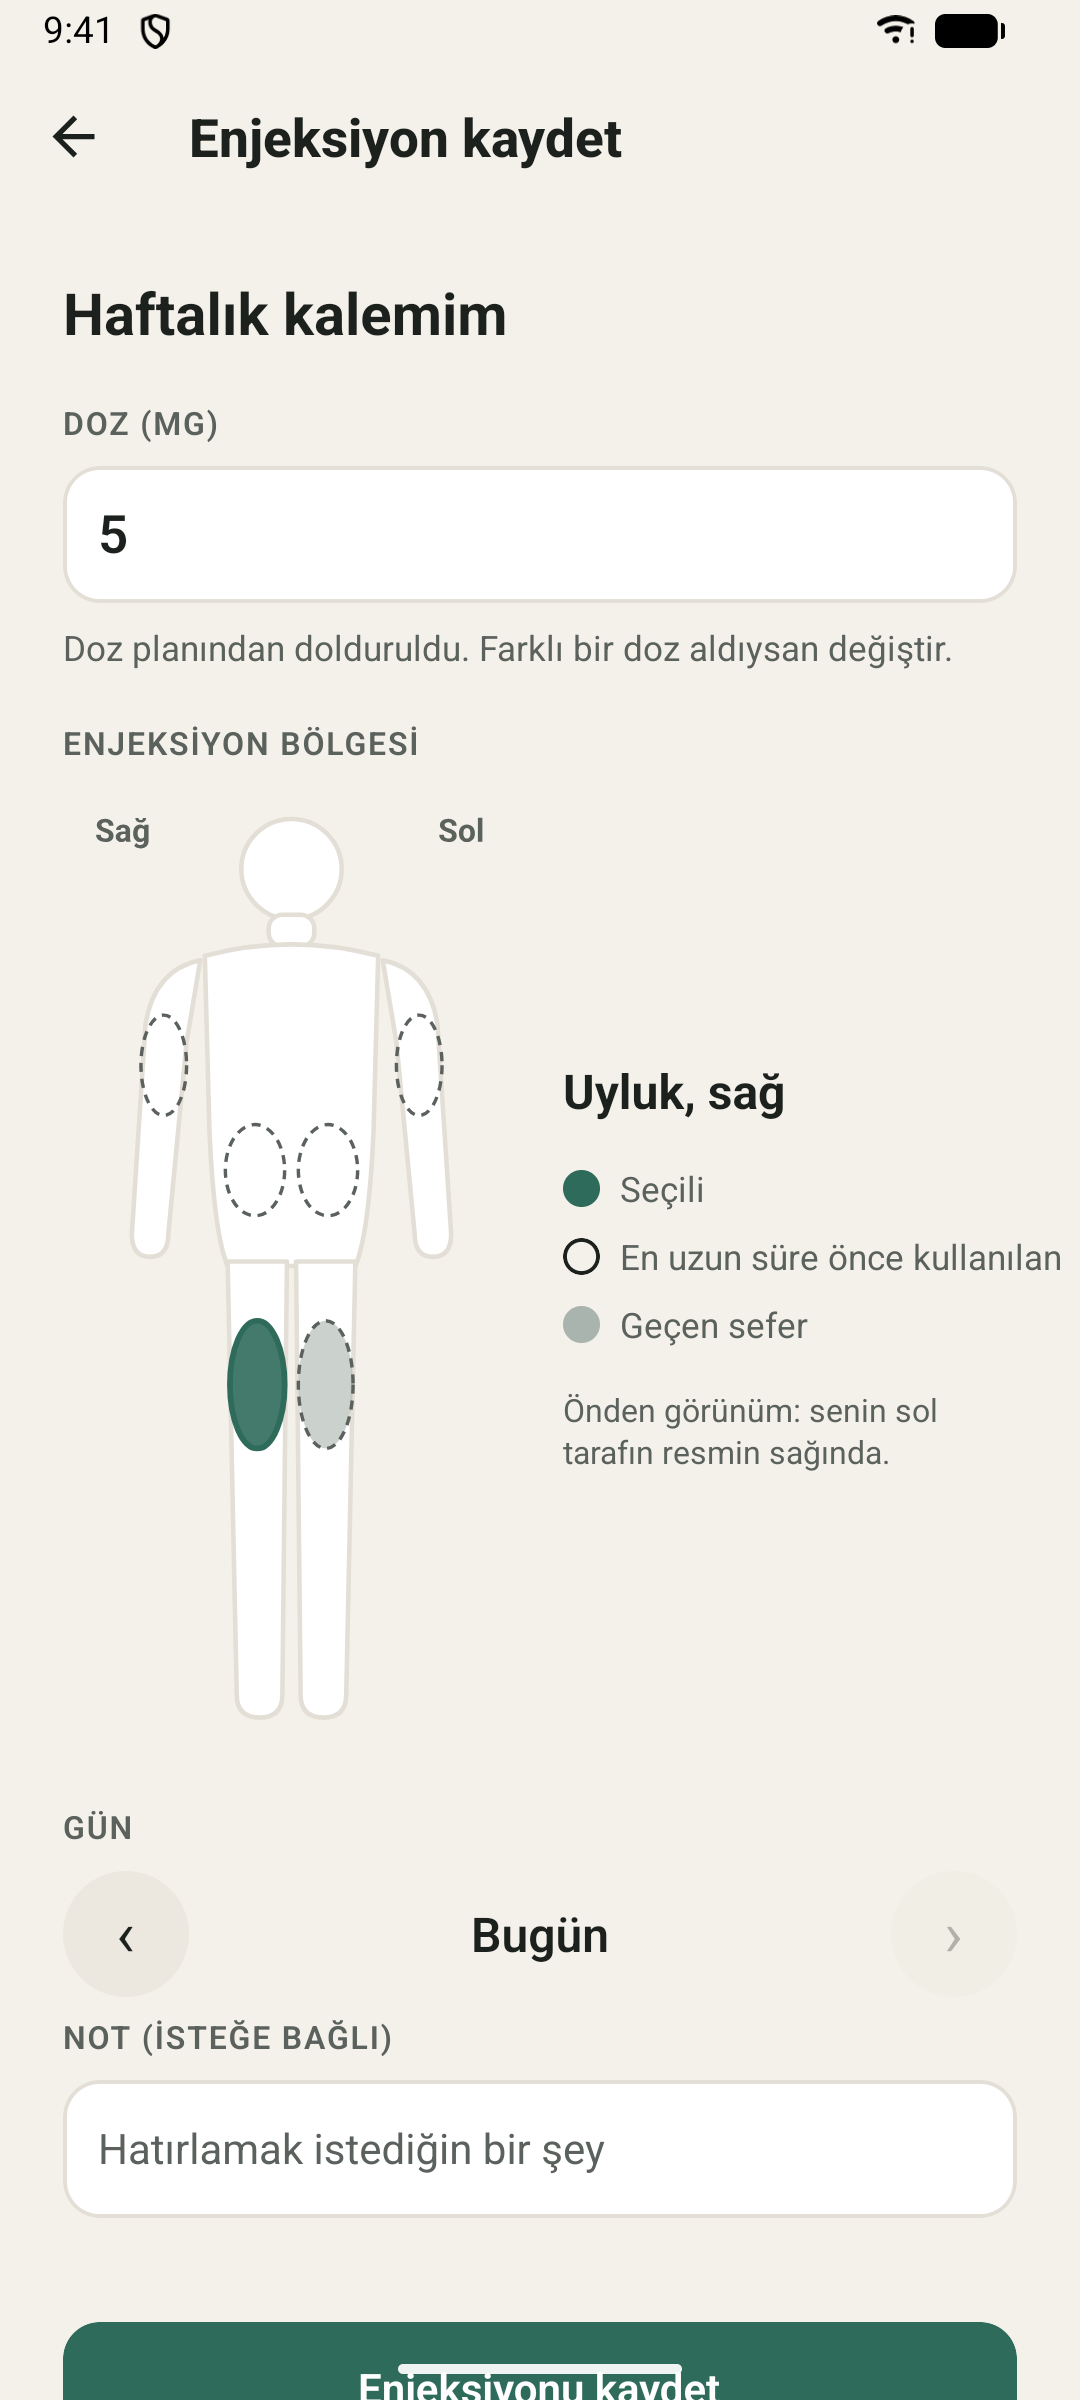 9:41
Enjeksiyon kaydet
Haftalık kalemim
DOZ (MG)
5
Doz planından dolduruldu. Farklı bir doz aldıysan değiştir.
ENJEKSİYON BÖLGESİ
Sağ
Sol
Uyluk, sağ
Seçili
En uzun süre önce kullanılan
Geçen sefer
Önden görünüm: senin sol
tarafın resmin sağında.
GÜN
‹
Bugün
›
NOT (İSTEĞE BAĞLI)
Hatırlamak istediğin bir şey
Enjeksiyonu kaydet